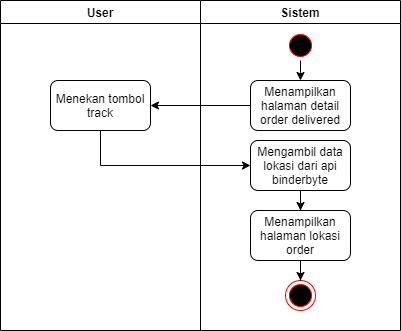 User
Sistem
Menampilkan
halaman detail
order delivered
Menekan tombol
track
Mengambil data
lokasi dari api
binderbyte
Menampilkan
halaman lokasi
order